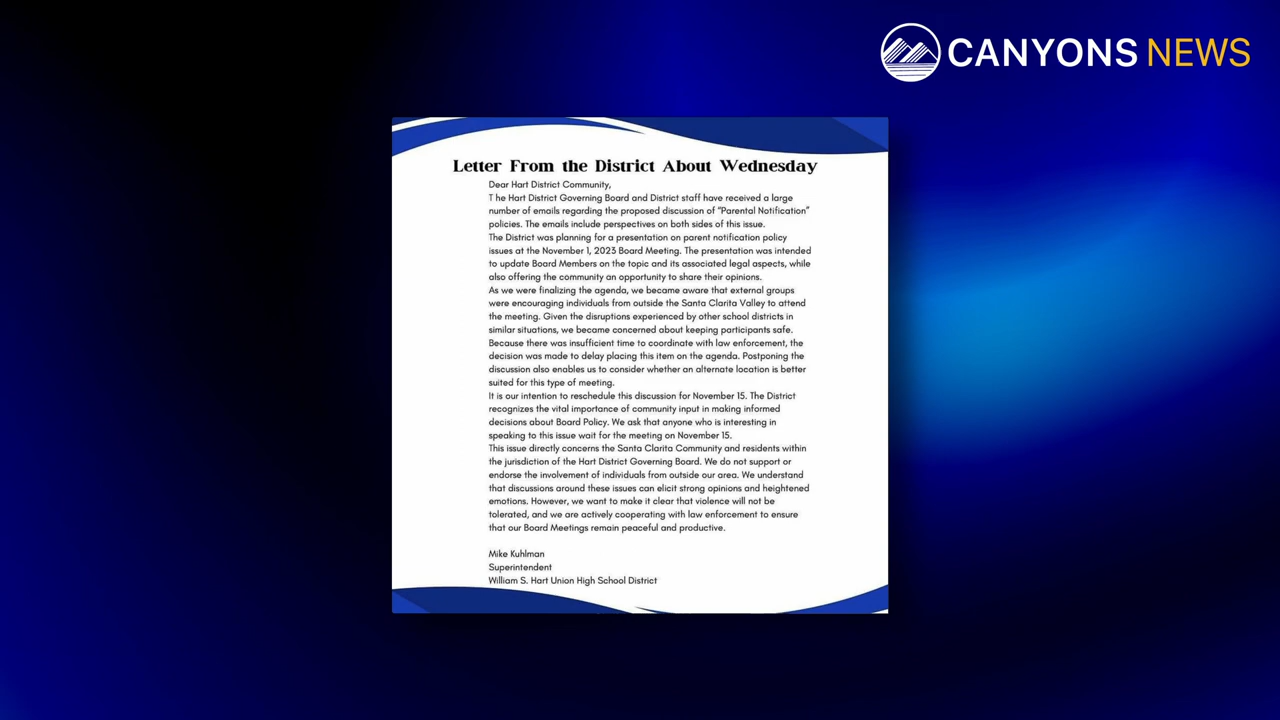 CANYONS NEWS
Letter From the District About Wednesday
Dear Hart District Community,
T he Hart District Governing Board and District staff have received a large
number of emails regarding the proposed discussion of “Parental Notification”
policies. The emails include perspectives on both sides of this issue.
The District was planning for a presentation on parent notification policy
issues at the November 1, 2023 Board Meeting. The presentation was intended
to update Board Members on the topic and its associated legal aspects, while
also offering the community an opportunity to share their opinions.
As we were finalizing the agenda, we became aware that external groups
were encouraging individuals from outside the Santa Clarita Valley to attend
the meeting. Given the disruptions experienced by other school districts in
similar situations, we became concerned about keeping participants safe.
Because there was insufficient time to coordinate with law enforcement, the
decision was made to delay placing this item on the agenda. Postponing the
discussion also enables us to consider whether an alternate location is better
suited for this type of meeting.
It is our intention to reschedule this discussion for November 15. The District
recognizes the vital importance of community input in making informed
decisions about Board Policy. We ask that anyone who is interesting in
speaking to this issue wait for the meeting on November 15.
This issue directly concerns the Santa Clarita Community and residents within
the jurisdiction of the Hart District Governing Board. We do not support or
endorse the involvement of individuals from outside our area. We understand
that discussions around these issues can elicit strong opinions and heightened
emotions. However, we want to make it clear that violence will not be
tolerated, and we are actively cooperating with law enforcement to ensure
that our Board Meetings remain peaceful and productive.
Mike Kuhlman
Superintendent
William S. Hart Union High School District